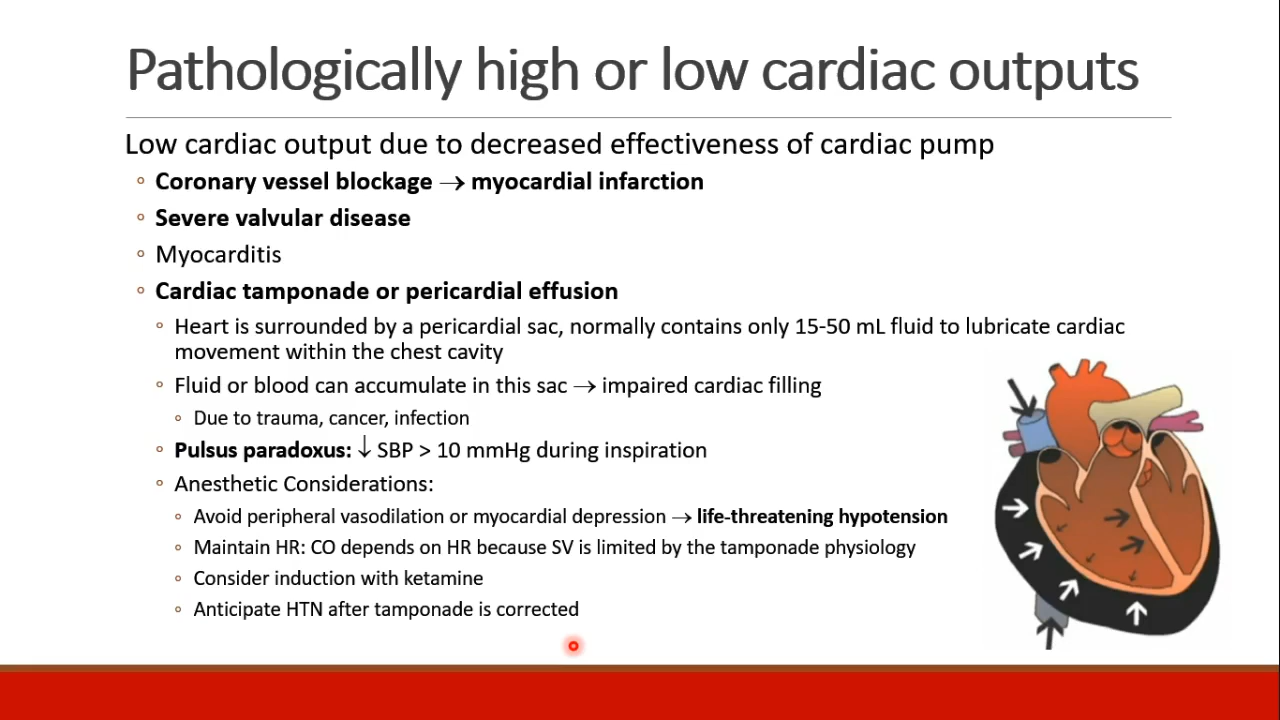 Pathologically high or low cardiac outputs
Low cardiac output due to decreased effectiveness of cardiac pump
◦ Coronary vessel blockage → myocardial infarction
◦ Severe valvular disease
◦ Myocarditis
◦ Cardiac tamponade or pericardial effusion
◦ Heart is surrounded by a pericardial sac, normally contains only 15-50 mL fluid to lubricate cardiac
movement within the chest cavity
◦ Fluid or blood can accumulate in this sac → impaired cardiac filling
◦ Due to trauma, cancer, infection
◦ Pulsus paradoxus: ↓ SBP > 10 mmHg during inspiration
◦ Anesthetic Considerations:
◦ Avoid peripheral vasodilation or myocardial depression → life-threatening hypotension
◦ Maintain HR: CO depends on HR because SV is limited by the tamponade physiology
◦ Consider induction with ketamine
◦ Anticipate HTN after tamponade is corrected